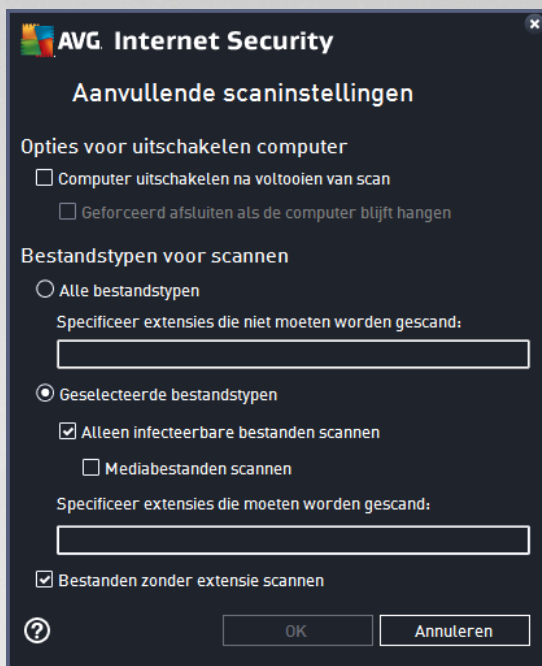 AVG. Internet Security
Aanvullende scaninstellingen
Opties voor uitschakelen computer
Computer uitschakelen na voltooien van scan
Geforceerd afsluiten als de computer blijft hangen
Bestandstypen voor scannen
Alle bestandstypen
Specificeer extensies die niet moeten worden gescand:
Geselecteerde bestandstypen
Alleen infecteerbare bestanden scannen
Mediabestanden scannen
Specificeer extensies die moeten worden gescand:
Bestanden zonder extensie scannen
? OK Annuleren